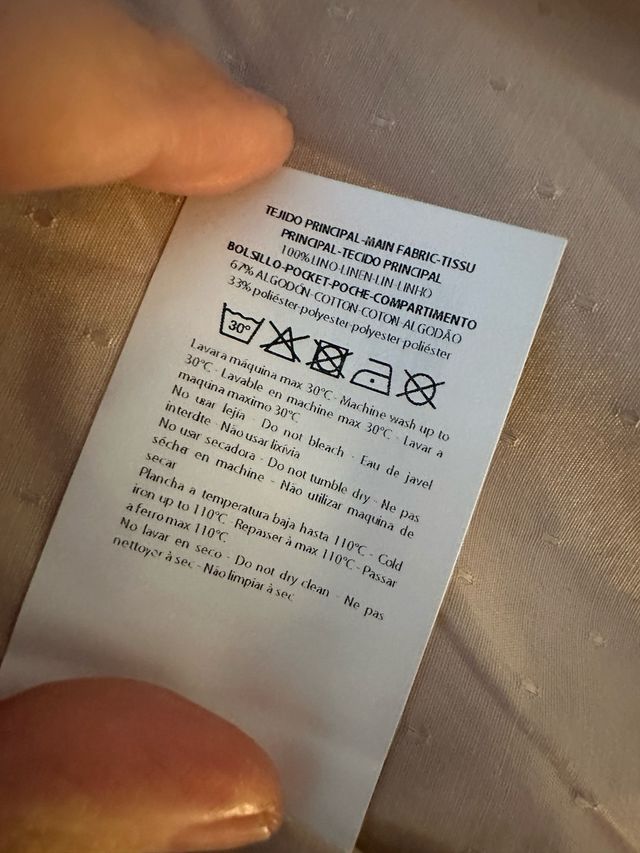 TEJIDO PRINCIPAL-MAIN FABRIC-TISSU
PRINCIPAL-TECIDO PRINCIPAL
100%LINO-LINEN-LIN-LINHO
BOLSILLO-POCKET-POCHE-COMPARTIMENTO
67% ALGODÓN-COTTON-COTON-ALGODÃO
33% poliéster-polyester-polyester-poliéster
30°
Lavar a máquina max 30°C - Machine wash up to
30°C - Lavable en machine max 30°C - Lavar a
maquina maximo 30°C
No usar lejía - Do not bleach - Eau de javel
interdite - Não usar lixivia
No usar secadora - Do not tumble dry - Ne pas
sécher en machine - Não utilizar maquina de
secar
Plancha a temperatura baja hasta 110°C - Cold
iron up to 110°C -Repasser à max 110°C - Passar
a ferro max 110°C
No lavar en seco - Do not dry clean - Ne pas
nettoyer à sec - Não limpiar à sec